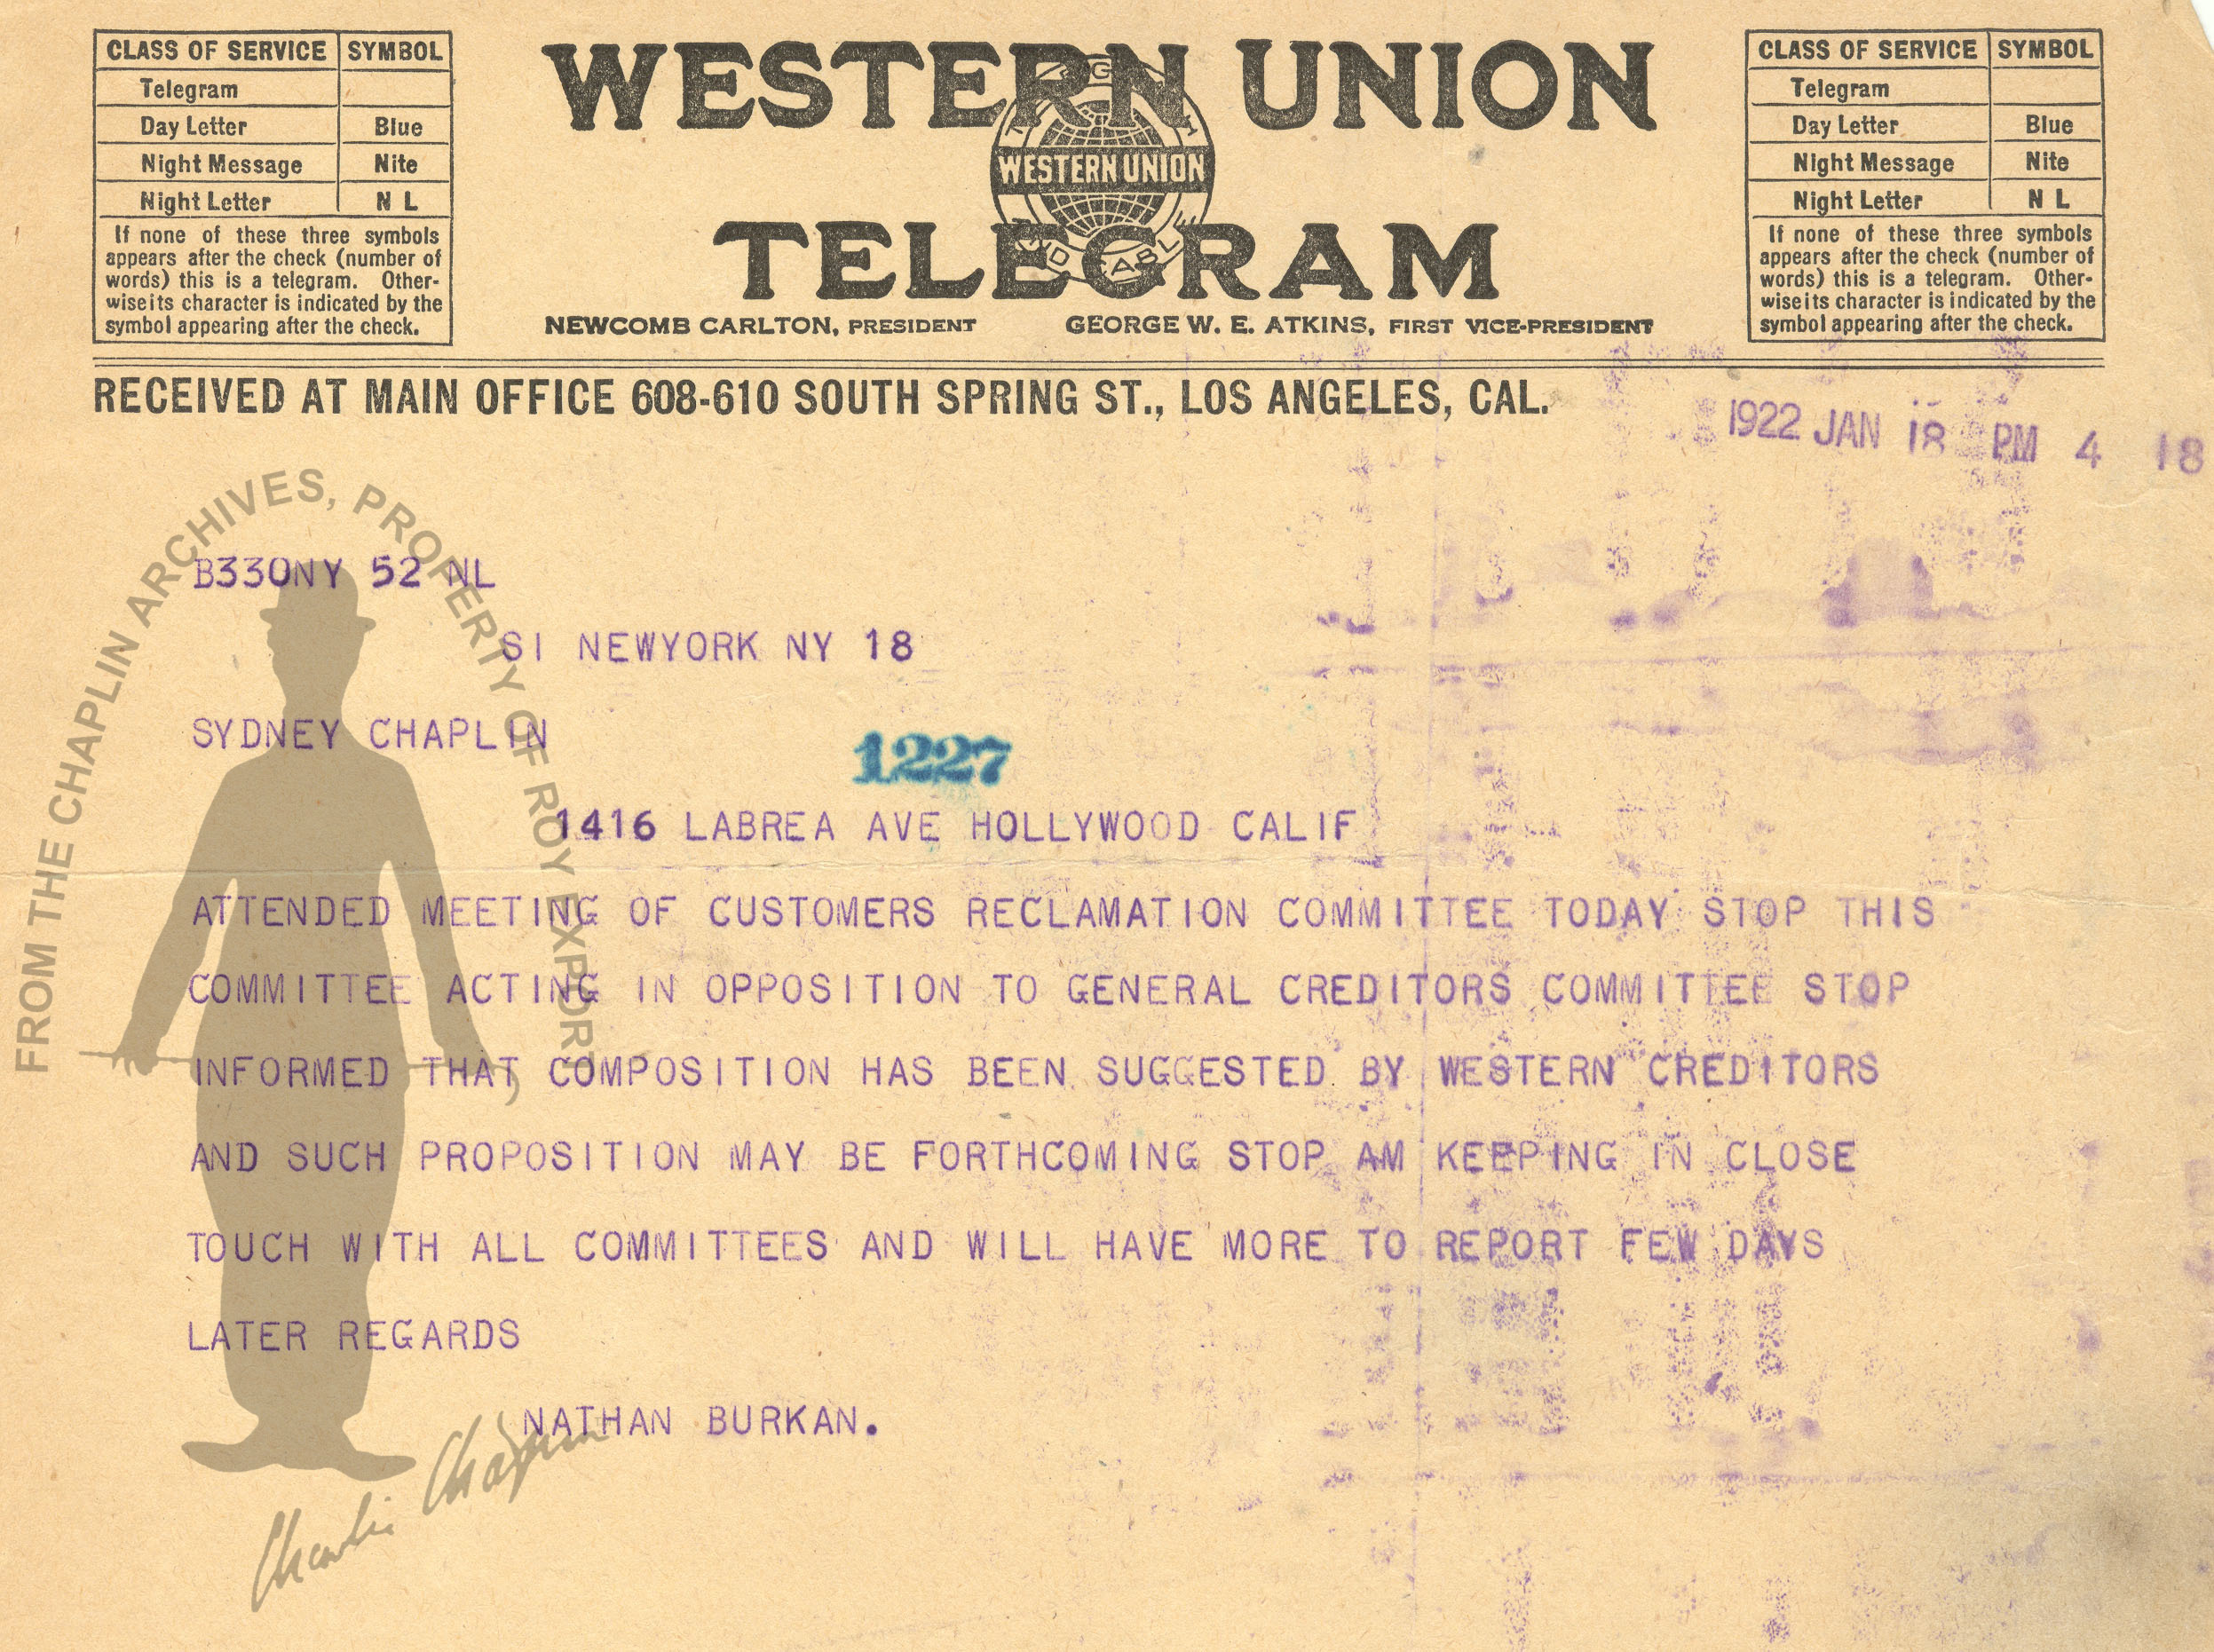 CLASS OF SERVICE SYMBOL
Telegram
Day Letter Blue
Night Message Nite
Night Letter N L
If none of these three symbols
appears after the check (number of
words) this is a telegram. Other-
wise its character is indicated by the
symbol appearing after the check.
WESTERN UNION
WESTERN UNION
TELEGRAM
NEWCOMB CARLTON, PRESIDENT GEORGE W. E. ATKINS, FIRST VICE-PRESIDENT
CLASS OF SERVICE SYMBOL
Telegram
Day Letter Blue
Night Message Nite
Night Letter N L
If none of these three symbols
appears after the check (number of
words) this is a telegram. Other-
wise its character is indicated by the
symbol appearing after the check.
RECEIVED AT MAIN OFFICE 608-610 SOUTH SPRING ST., LOS ANGELES, CAL.
1922 JAN 18 PM 4 18
FROM THE CHAPLIN ARCHIVES, PROPERTY OF ROY EXPORT
B330NY 52 NL
SI NEWYORK NY 18
SYDNEY CHAPLIN
1227
1416 LABREA AVE HOLLYWOOD CALIF
ATTENDED MEETING OF CUSTOMERS RECLAMATION COMMITTEE TODAY STOP THIS
COMMITTEE ACTING IN OPPOSITION TO GENERAL CREDITORS COMMITTEE STOP
INFORMED THAT COMPOSITION HAS BEEN SUGGESTED BY WESTERN CREDITORS
AND SUCH PROPOSITION MAY BE FORTHCOMING STOP AM KEEPING IN CLOSE
TOUCH WITH ALL COMMITTEES AND WILL HAVE MORE TO REPORT FEW DAYS
LATER REGARDS
NATHAN BURKAN.
Charlie Chaplin